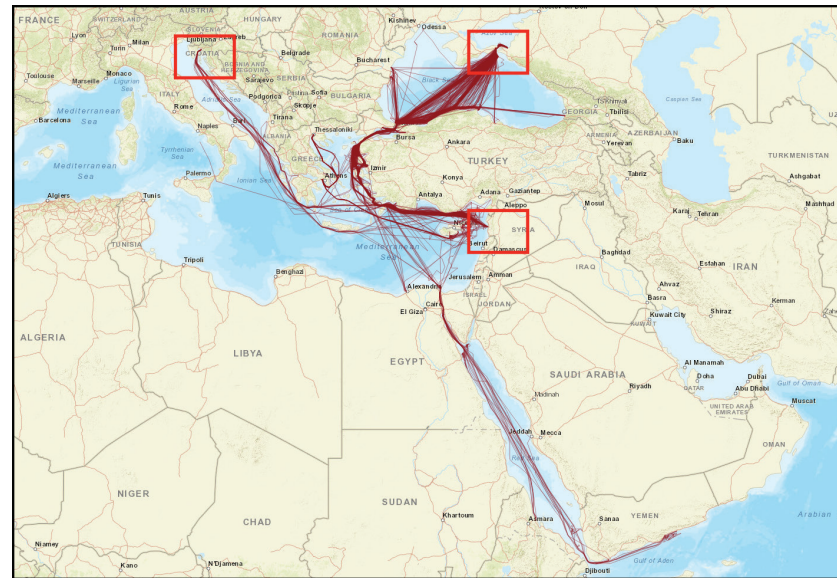 FRANCE
SWITZERLAND
AUSTRIA
HUNGARY
Kishinev
Odessa
Azov Sea
SLOVENIA
Ljubljana
Zagreb
Lyon
Milan
Turin
CROATIA
ROMANIA
Belgrade
Bucharest
Toulouse
Marseille
Monaco
Ligurian
Sea
BOSNIA AND
HERZEGOVINA
Sarajevo
SERBIA
Black Sea
ITALY
Adriatic Sea
Podgorica
Pristina
Sofia
BULGARIA
Skopje
Rome
Barcelona
Mediterranean
Sea
Naples
Bari
Tirana
ALBANIA
Thessaloniki
Bursa
Ankara
GEORGIA
Tbilisi
ARMENIA
Yerevan
AZERBAIJAN
Baku
Caspian Sea
TURKMENISTAN
Ashgabat
Mashhad
Tyrrhenian
Sea
Palermo
Ionian Sea
GREECE
Athens
Izmir
TURKEY
Konya
Antalya
Adana
Gaziantep
Aleppo
Mosul
Tabriz
Karaj
Tehran
Mediterranean
Sea
Algiers
Tunis
TUNISIA
Tripoli
Benghazi
Mediterranean
Sea
SYRIA
Beirut
Damascus
Baghdad
IRAQ
Esfahan
IRAN
Alexandria
Jerusalem
Amman
ISRAEL
JORDAN
Cairo
El Giza
Ahvaz
Basra
Kuwait City
KUWAIT
Shiraz
Kerman
ALGERIA
LIBYA
EGYPT
SAUDI ARABIA
Madinah
Riyadh
Al Manamah
Doha
QATAR
Dubai
Abu Dhabi
Gulf of Oman
UNITED ARAB
EMIRATES
Muscat
OMAN
Jeddah
Mecca
Red Sea
NIGER
CHAD
SUDAN
Khartoum
Asmara
Sanaa
YEMEN
Arabian
Niamey
Kano
N'Djamena
Djibouti
Gulf of Aden